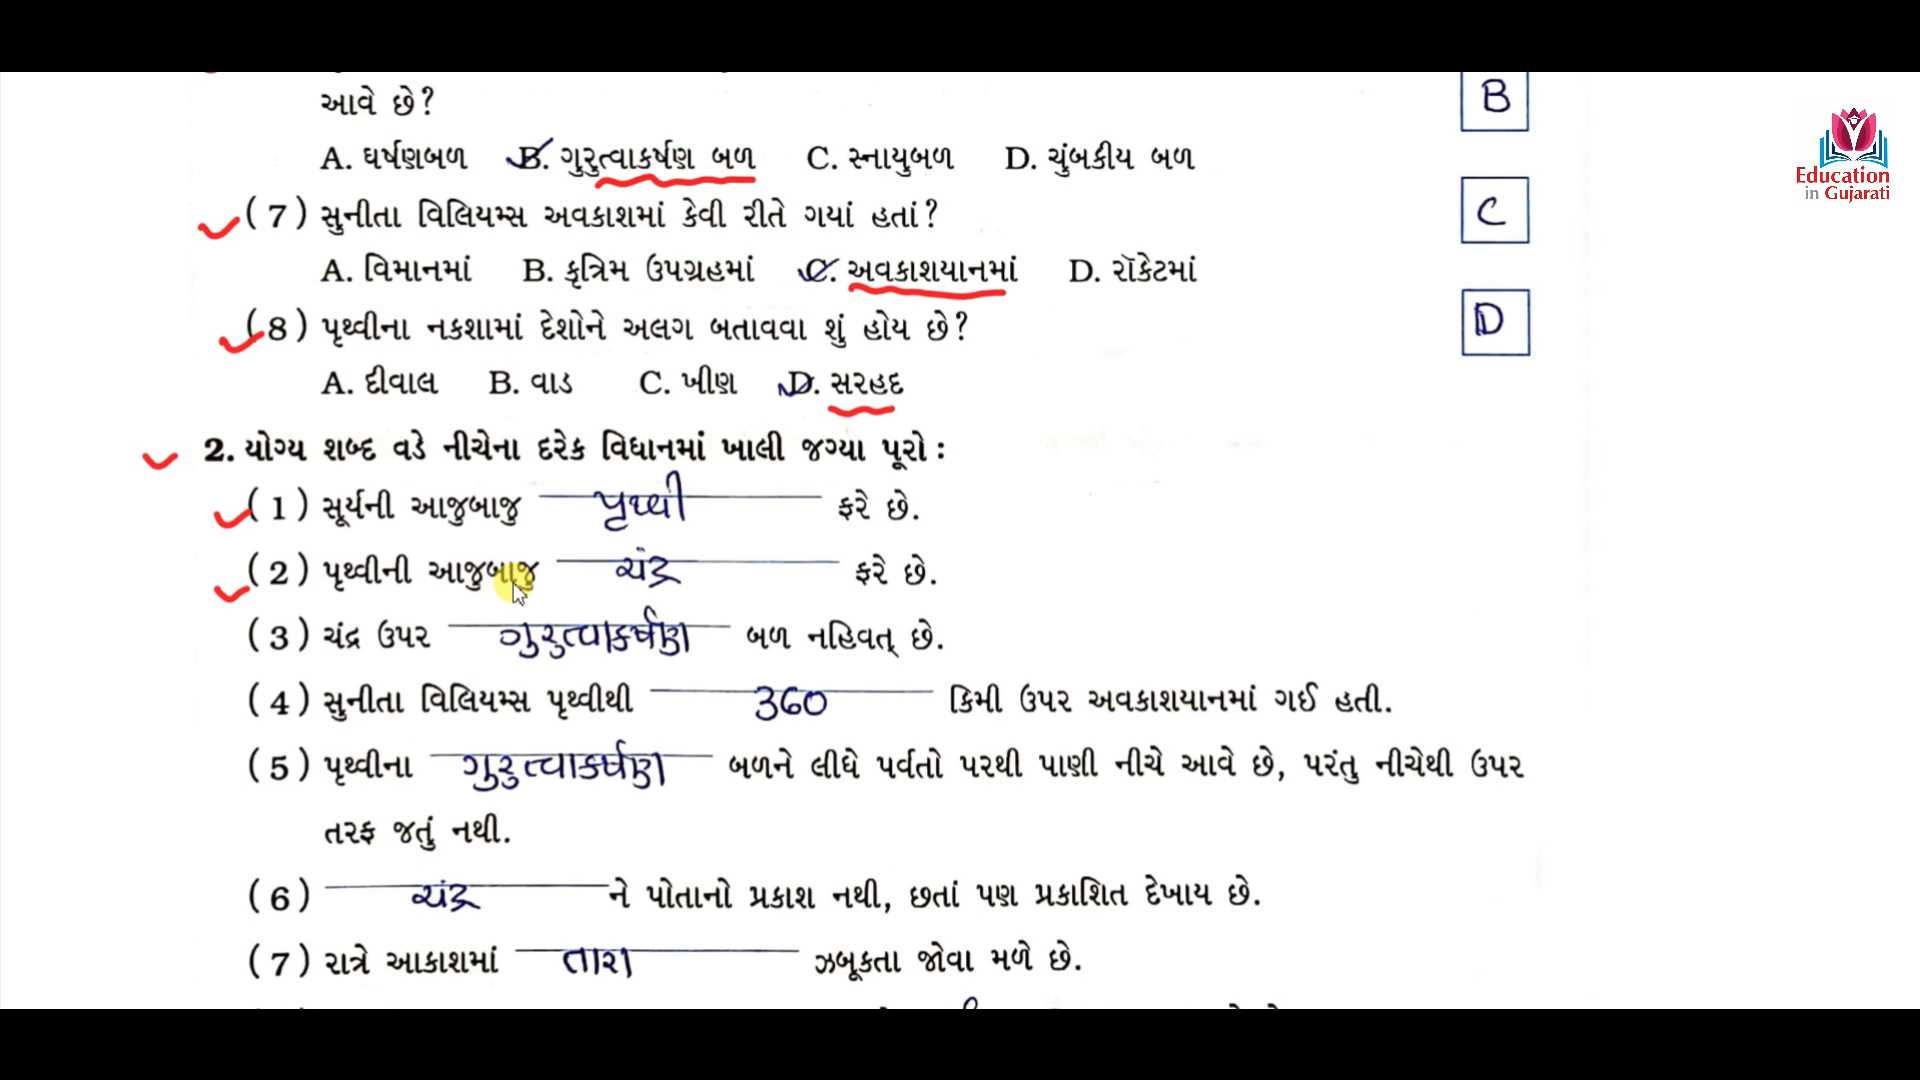 આવે છે?
B
A. ઘર્ષણબળ B. ગુરુત્વાકર્ષણ બળ C. સ્નાયુબળ D. ચુંબકીય બળ
Education
in Gujarati
(7) સુનીતા વિલિયમ્સ અવકાશમાં કેવી રીતે ગયાં હતાં?
C
A. વિમાનમાં B. કૃત્રિમ ઉપગ્રહમાં C. અવકાશયાનમાં D. રૉકેટમાં
(8) પૃથ્વીના નકશામાં દેશોને અલગ બતાવવા શું હોય છે?
D
A. દીવાલ B. વાડ C. ખીણ D. સરહદ
2. યોગ્ય શબ્દ વડે નીચેના દરેક વિધાનમાં ખાલી જગ્યા પૂરો :
(1) સૂર્યની આજુબાજુ પૃથ્વી ફરે છે.
(2) પૃથ્વીની આજુબાજુ ચંદ્ર ફરે છે.
(3) ચંદ્ર ઉપર ગુરુત્વાકર્ષણ બળ નહિવત્ છે.
(4) સુનીતા વિલિયમ્સ પૃથ્વીથી 360 કિમી ઉપર અવકાશયાનમાં ગઈ હતી.
(5) પૃથ્વીના ગુરુત્વાકર્ષણ બળને લીધે પર્વતો પરથી પાણી નીચે આવે છે, પરંતુ નીચેથી ઉપર
તરફ જતું નથી.
(6) ચંદ્ર ને પોતાનો પ્રકાશ નથી, છતાં પણ પ્રકાશિત દેખાય છે.
(7) રાત્રે આકાશમાં તારા ઝબૂકતા જોવા મળે છે.